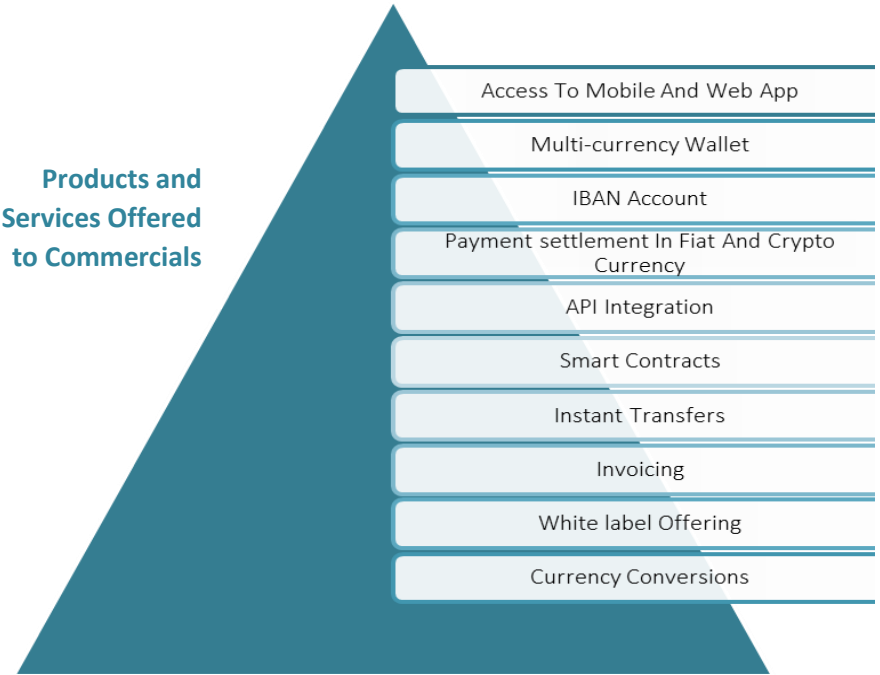 Products and
Services Offered
to Commercials
Access To Mobile And Web App
Multi-currency Wallet
IBAN Account
Payment settlement In Fiat And Crypto
Currency
API Integration
Smart Contracts
Instant Transfers
Invoicing
White label Offering
Currency Conversions